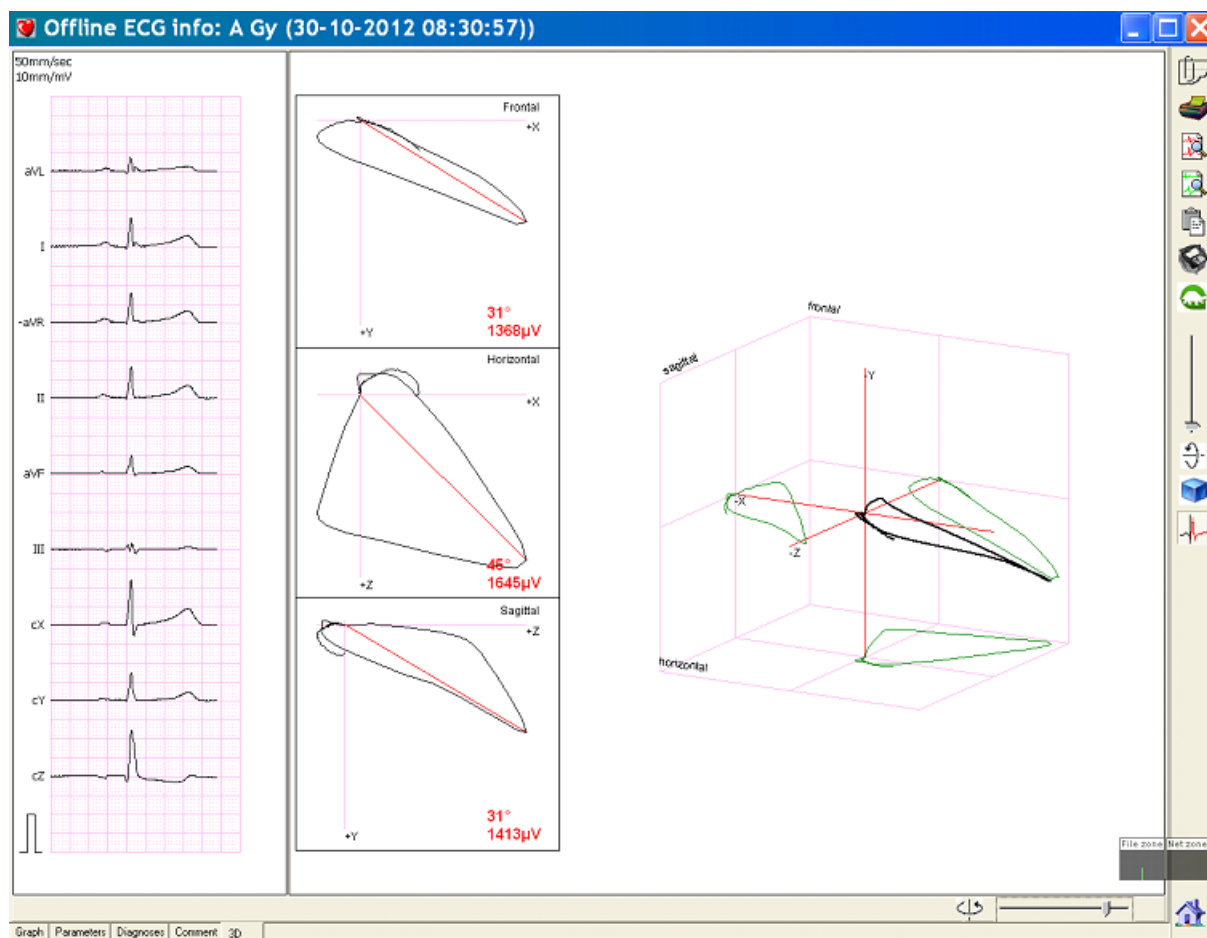 Offline ECG info: A Gy (30-10-2012 08:30:57))
50mm/sec
10mm/mV
aVL
I
-aVR
II
aVF
III
cX
cY
cZ
Frontal
+X
+Y
31°
1368µV
Horizontal
+X
+Z
45°
1645µV
Sagittal
+Z
+Y
31°
1413µV
frontal
sagittal
-Y
-X
-Z
horizontal
File zone Net zone
Graph Parameters Diagnoses Comment 3D